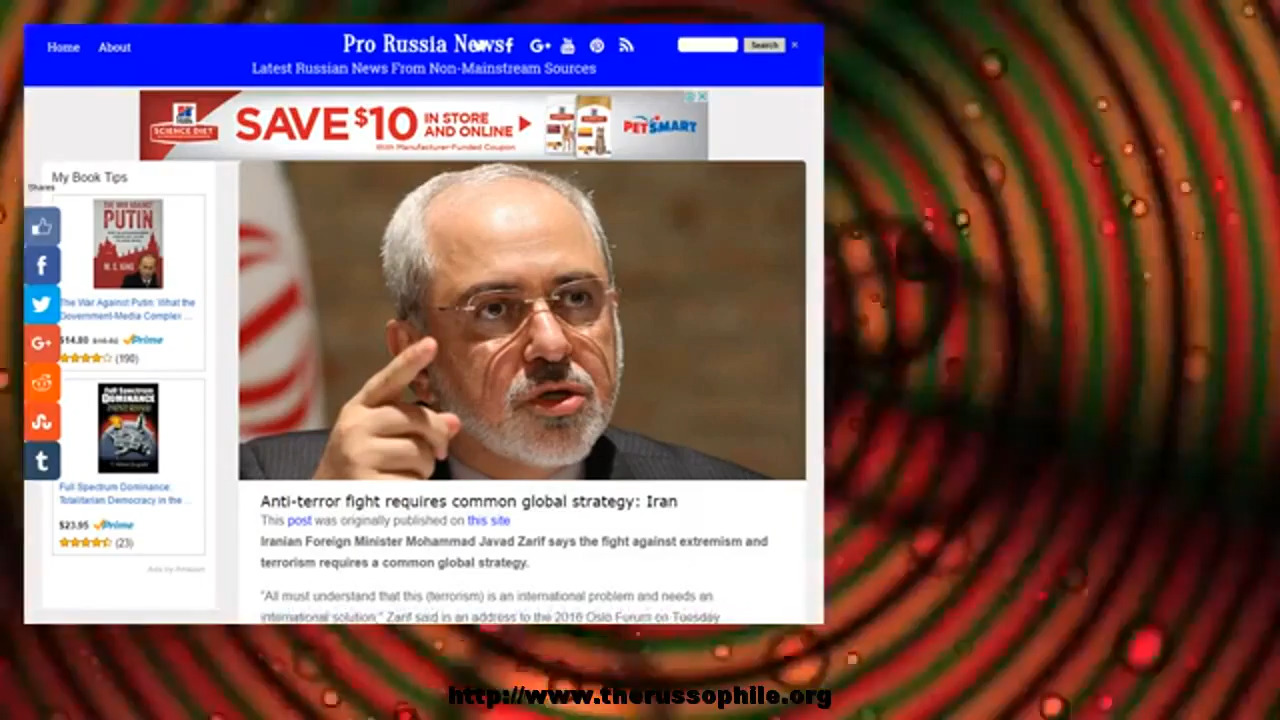 Home About
Pro Russia News
Search
Latest Russian News From Non-Mainstream Sources
Hill's
SCIENCE DIET
SAVE $10 IN STORE AND ONLINE
With Manufacturer-Funded Coupon
PETSMART
My Book Tips
Shares
THE WAR AGAINST
PUTIN
M. S. KING
The War Against Putin: What the
Government-Media Complex ...
$14.80 Prime
(190)
Full Spectrum
DOMINANCE
Full Spectrum Dominance:
Totalitarian Democracy in the ...
$23.95 Prime
(23)
Ads by Amazon
Anti-terror fight requires common global strategy: Iran
This post was originally published on this site
Iranian Foreign Minister Mohammad Javad Zarif says the fight against extremism and
terrorism requires a common global strategy.
"All must understand that this (terrorism) is an international problem and needs an
international solution," Zarif said in an address to the 2016 Oslo Forum on Tuesday
http://www.therussophile.org